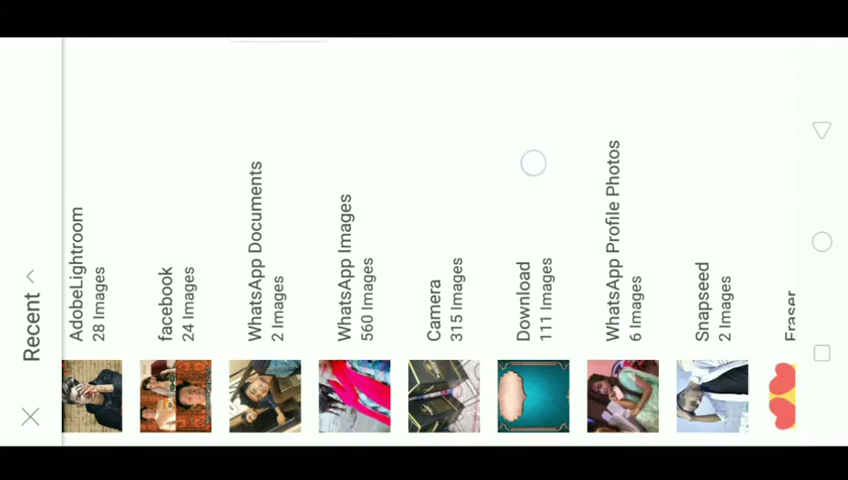 Recent
AdobeLightroom
28 Images
facebook
24 Images
WhatsApp Documents
2 Images
WhatsApp Images
560 Images
Camera
315 Images
Download
111 Images
WhatsApp Profile Photos
6 Images
Snapseed
2 Images
Eraser